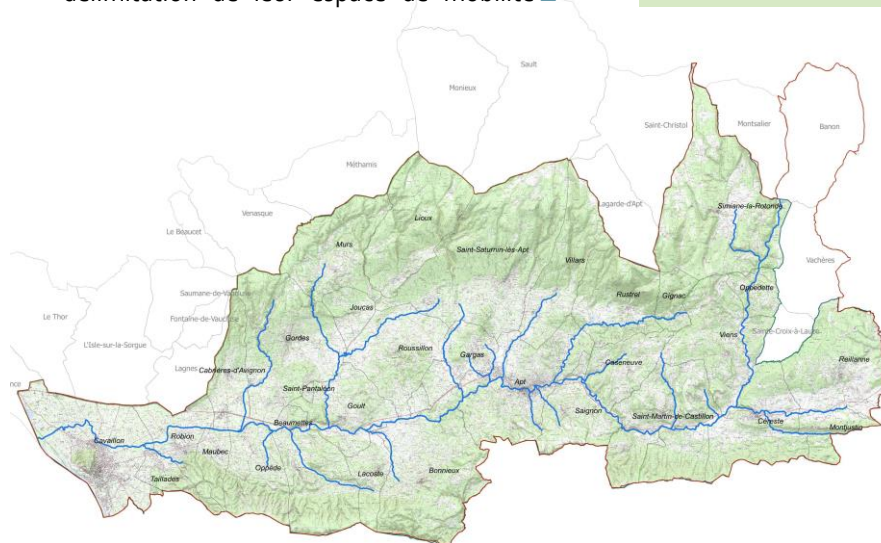 délimitation de leur espace de mobilité
Sault
Monieux
Saint-Christol
Montsalier
Banon
Méthamis
Lagarde-d'Apt
Simiane-la-Rotonde
Venasque
Lioux
Le Beaucet
Murs
Saint-Saturnin-lès-Apt
Villars
Vachères
Oppedette
Saumane-de-Vaucluse
Rustrel
Gignac
Joucas
Le Thor
Fontaine-de-Vaucluse
Sainte-Croix-à-Lauze
Viens
L'Isle-sur-la-Sorgue
Gordes
Roussillon
Gargas
Reillanne
Lagnes
Cabrières-d'Avignon
Caseneuve
Saint-Pantaléon
Apt
Goult
Saignon
Saint-Martin-de-Castillon
Beaumettes
Céreste
Montjustin
Cavaillon
Robion
Maubec
Oppède
Lacoste
Bonnieux
Taillades